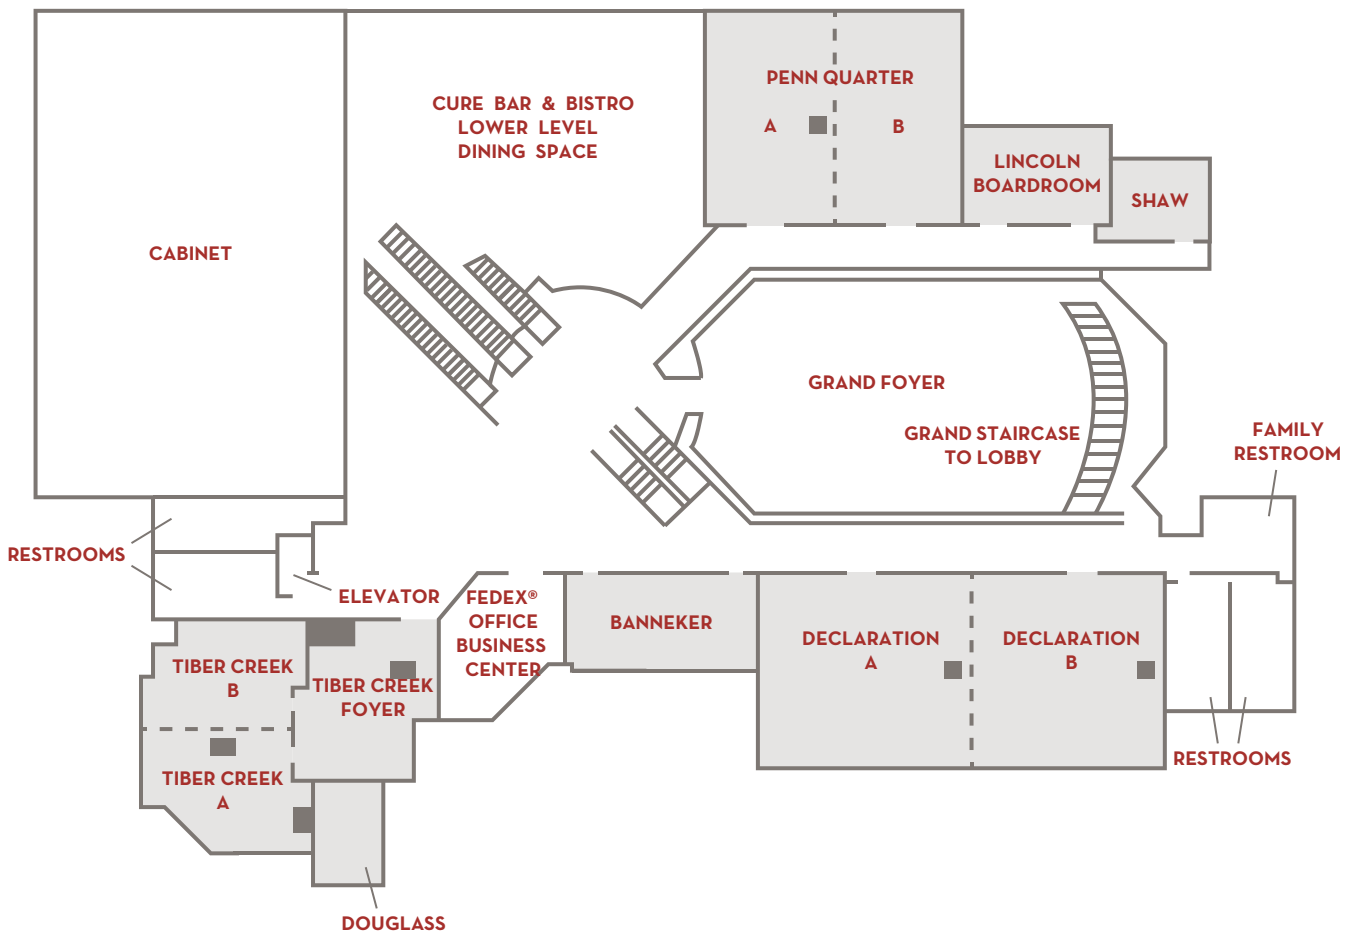 PENN QUARTER
A
B
CURE BAR & BISTRO
LOWER LEVEL
DINING SPACE
LINCOLN
BOARDROOM
SHAW
CABINET
GRAND FOYER
GRAND STAIRCASE
TO LOBBY
FAMILY
RESTROOM
RESTROOMS
ELEVATOR
FEDEX®
OFFICE
BUSINESS
CENTER
BANNEKER
DECLARATION
A
DECLARATION
B
TIBER CREEK
B
TIBER CREEK
FOYER
TIBER CREEK
A
RESTROOMS
DOUGLASS